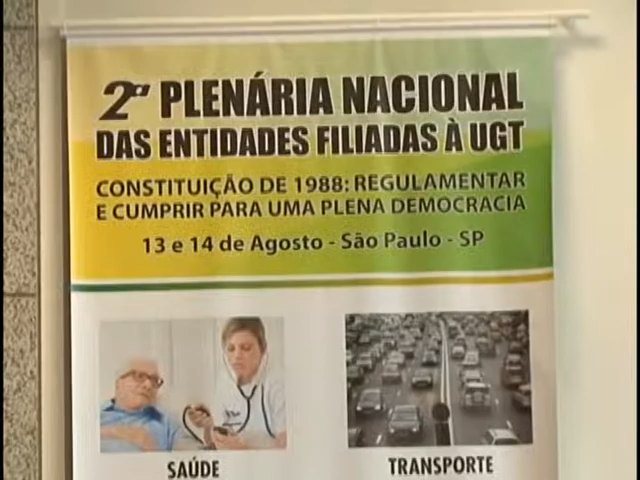 2ª PLENÁRIA NACIONAL
DAS ENTIDADES FILIADAS À UGT
CONSTITUIÇÃO DE 1988: REGULAMENTAR
E CUMPRIR PARA UMA PLENA DEMOCRACIA
13 e 14 de Agosto - São Paulo - SP
SAÚDE
TRANSPORTE